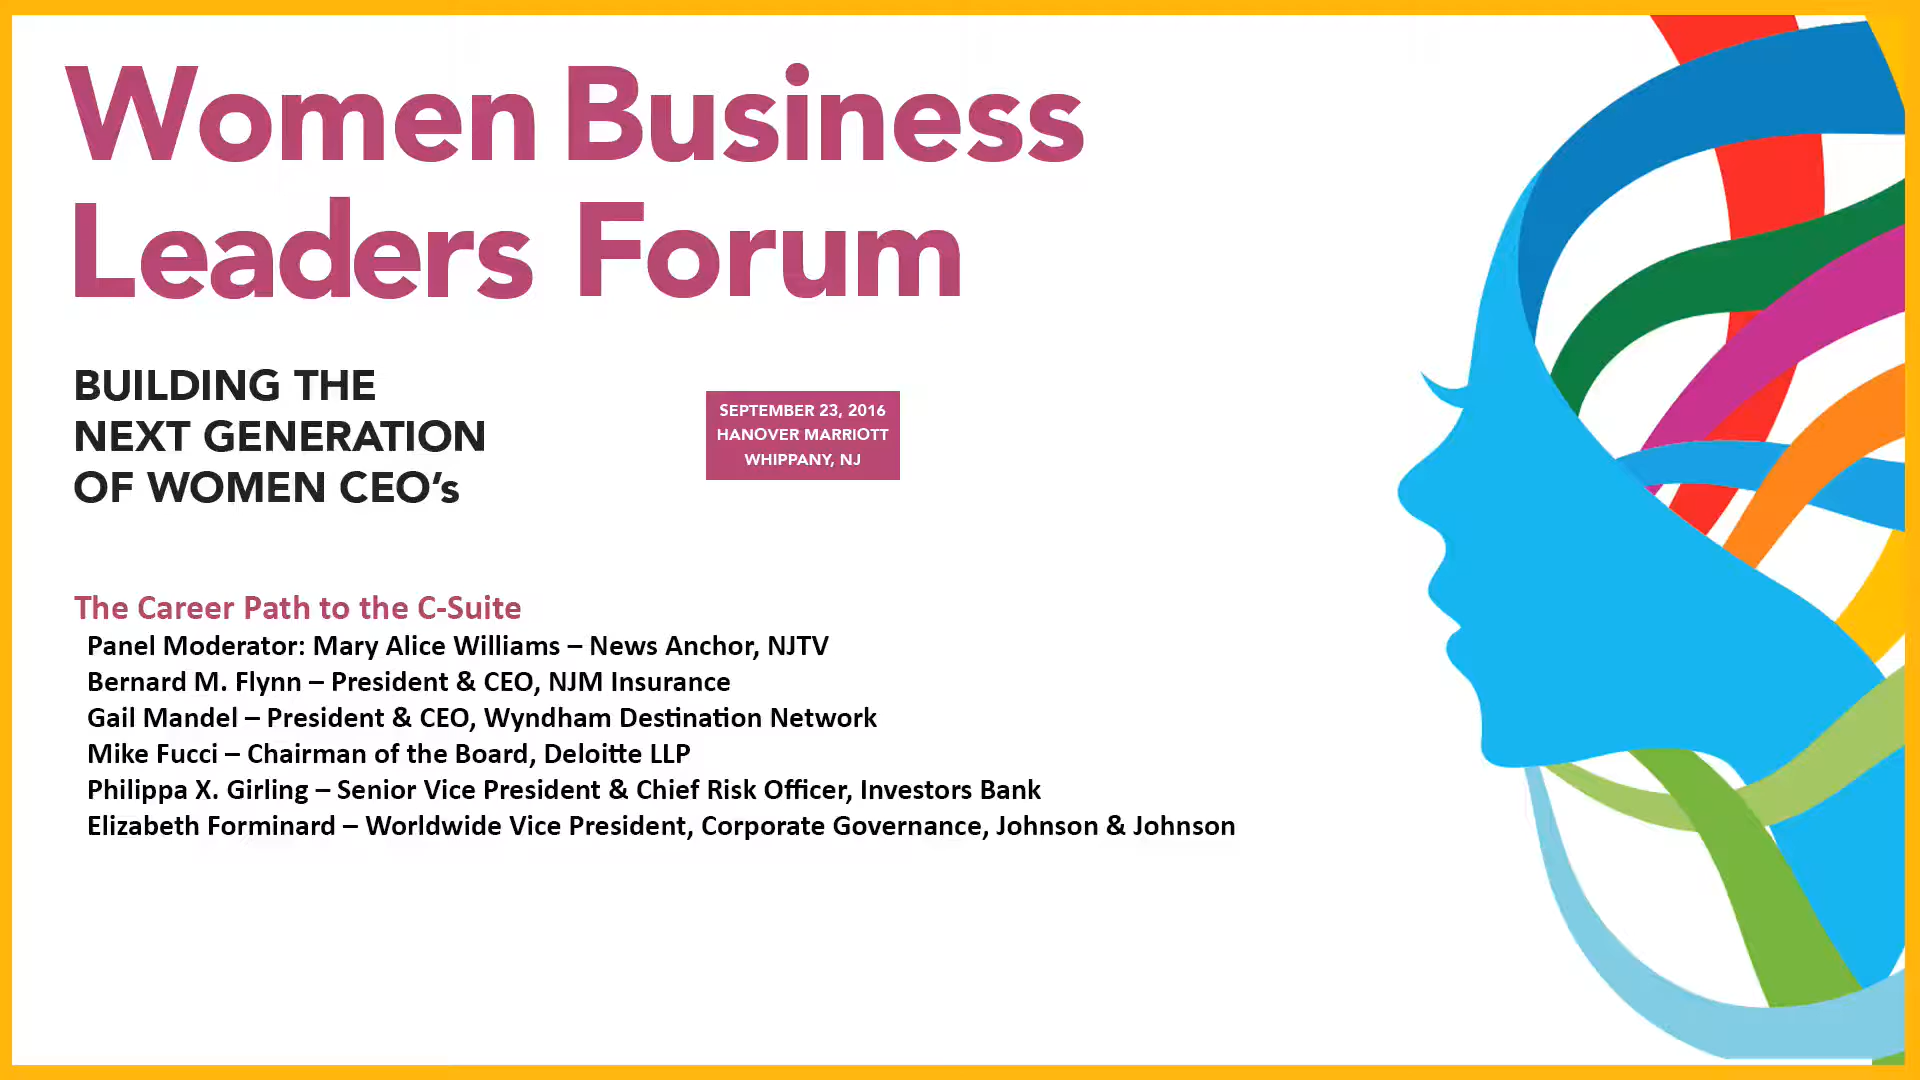 Women Business
Leaders Forum
BUILDING THE
NEXT GENERATION
OF WOMEN CEO’s
SEPTEMBER 23, 2016
HANOVER MARRIOTT
WHIPPANY, NJ
The Career Path to the C-Suite
Panel Moderator: Mary Alice Williams – News Anchor, NJTV
Bernard M. Flynn – President & CEO, NJM Insurance
Gail Mandel – President & CEO, Wyndham Destination Network
Mike Fucci – Chairman of the Board, Deloitte LLP
Philippa X. Girling – Senior Vice President & Chief Risk Officer, Investors Bank
Elizabeth Forminard – Worldwide Vice President, Corporate Governance, Johnson & Johnson